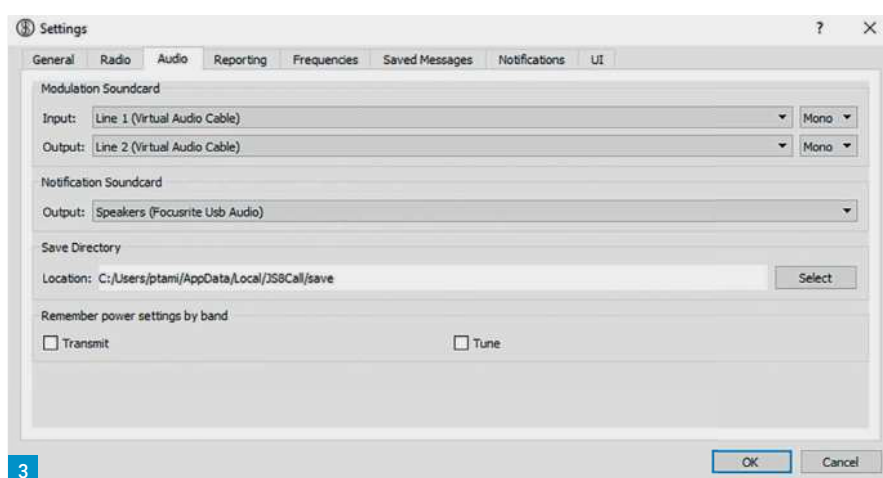 Settings ? X
General Radio Audio Reporting Frequencies Saved Messages Notifications UI
Modulation Soundcard
Input: Line 1 (Virtual Audio Cable) Mono
Output: Line 2 (Virtual Audio Cable) Mono
Notification Soundcard
Output: Speakers (Focusrite Usb Audio)
Save Directory
Location: C:/Users/ptami/AppData/Local/JS8Call/save Select
Remember power settings by band
Transmit Tune
OK Cancel
3